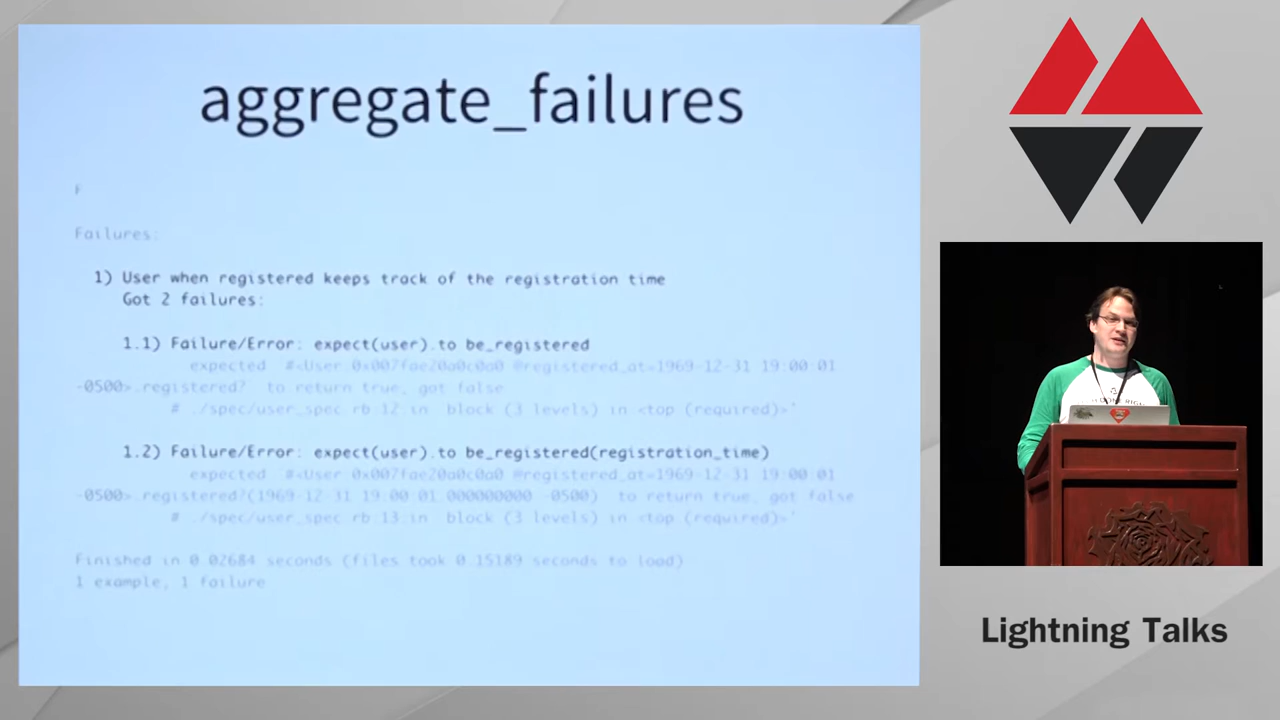 aggregate_failures
F
Failures:
1) User when registered keeps track of the registration time
Got 2 failures:
1.1) Failure/Error: expect(user).to be_registered
expected #<User 0x007fae20a0c0a0 @registered_at=1969-12-31 19:00 01
-0500>.registered? to return true, got false
# ./spec/user_spec rb 12:in block (3 levels) in <top (required)>'
1.2) Failure/Error: expect(user).to be_registered(registration_time)
expected #<User 0x007fae20a0c0a0 @registered_at=1969-12-31 19:00 01
-0500>.registered?(1969-12-31 19:00 01 000000000 -0500) to return true, got false
# ./spec/user_spec rb 13:in block (3 levels) in <top (required)>'
Finished in 0 02684 seconds (files took 0.15189 seconds to load)
1 example, 1 failure
Lightning Talks